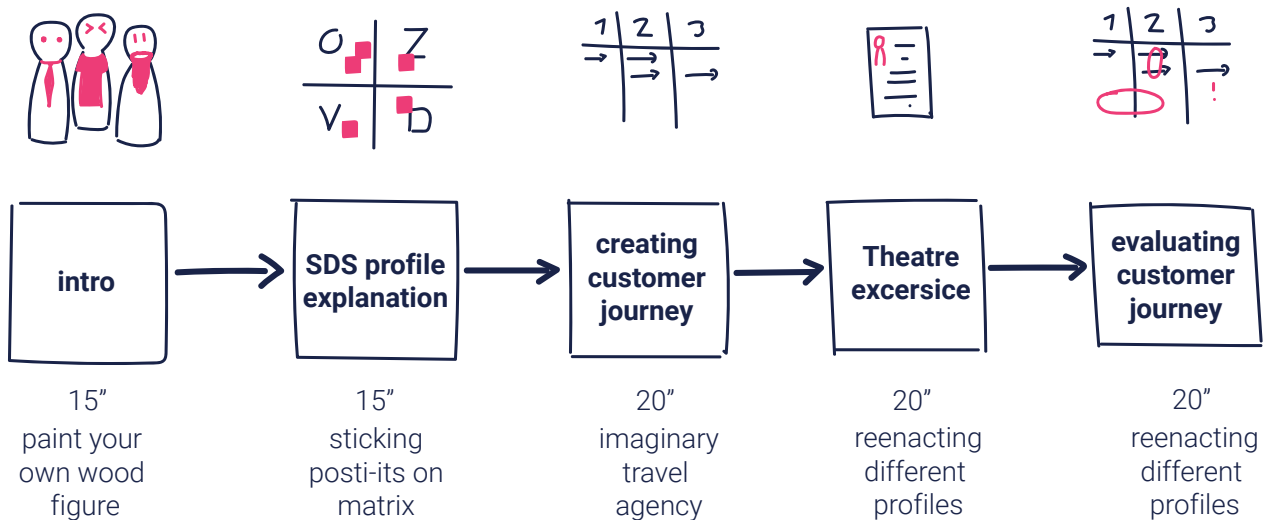 O Z
V D
1 2 3
1 2 3
intro
SDS profile
explanation
creating
customer
journey
Theatre
excersice
evaluating
customer
journey
15”
paint your
own wood
figure
15”
sticking
posti-its on
matrix
20”
imaginary
travel
agency
20”
reenacting
different
profiles
20”
reenacting
different
profiles